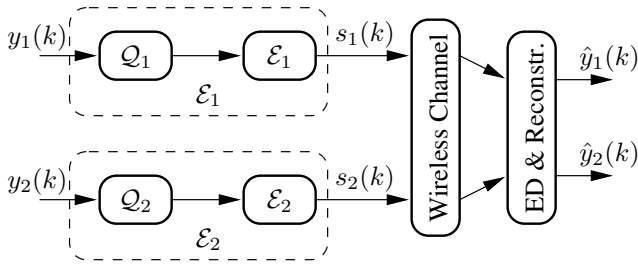 y₁(k)
𝒬₁
ℰ₁
s₁(k)
ℰ₁
y₂(k)
𝒬₂
ℰ₂
s₂(k)
ℰ₂
Wireless Channel
ED & Reconstr.
ŷ₁(k)
ŷ₂(k)